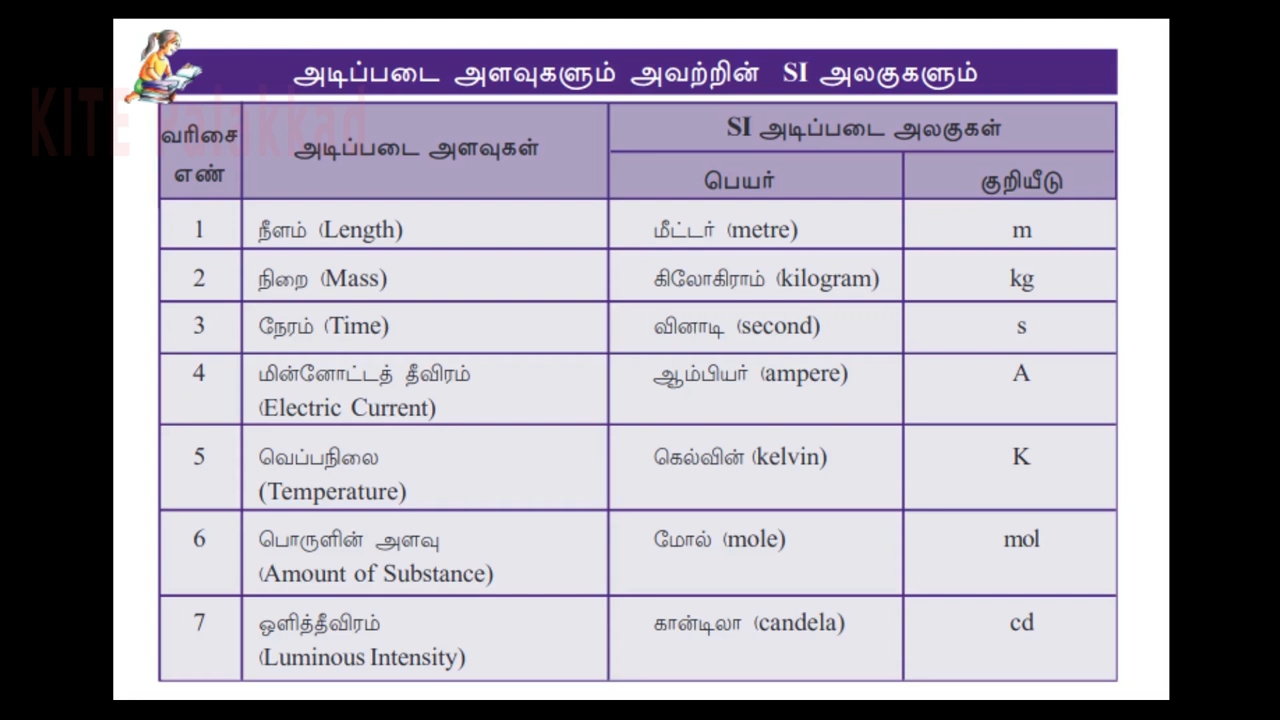 அடிப்படை அளவுகளும் அவற்றின் SI அலகுகளும்
KITE Palakkad
வரிசை எண் அடிப்படை அளவுகள் SI அடிப்படை அலகுகள்
பெயர் குறியீடு
1 நீளம் (Length) மீட்டர் (metre) m
2 நிறை (Mass) கிலோகிராம் (kilogram) kg
3 நேரம் (Time) வினாடி (second) s
4 மின்னோட்டத் தீவிரம் ஆம்பியர் (ampere) A
(Electric Current)
5 வெப்பநிலை கெல்வின் (kelvin) K
(Temperature)
6 பொருளின் அளவு மோல் (mole) mol
(Amount of Substance)
7 ஒளித்தீவிரம் கான்டிலா (candela) cd
(Luminous Intensity)